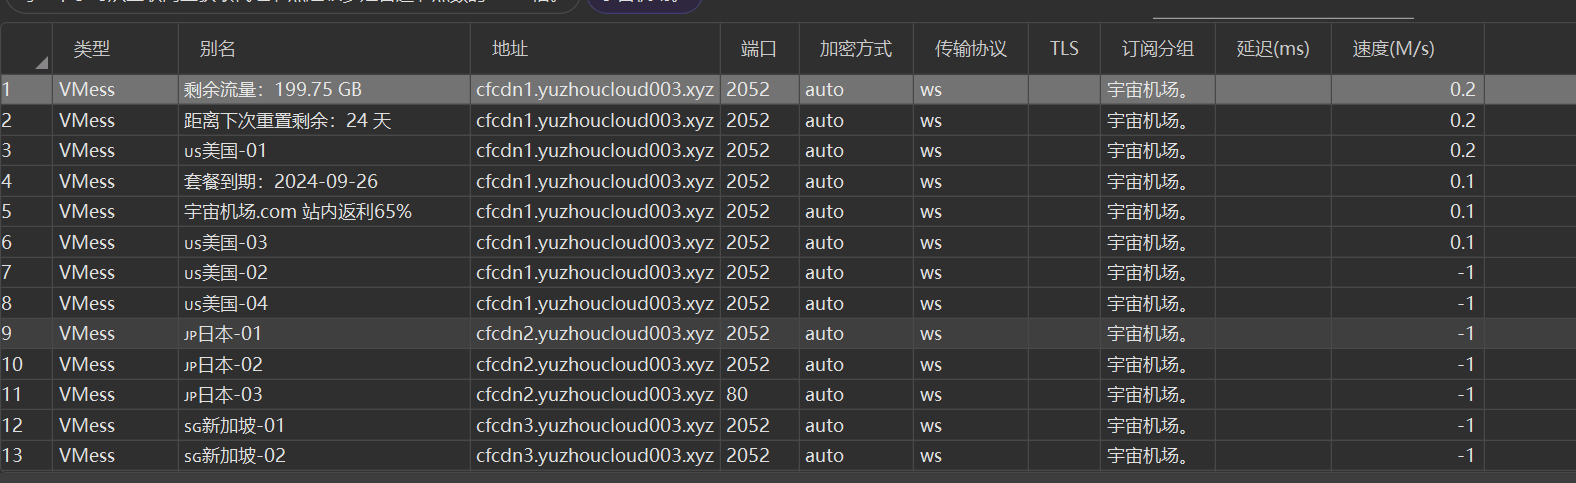 类型 别名 地址 端口 加密方式 传输协议 TLS 订阅分组 延迟(ms) 速度(M/s)
1 VMess 剩余流量：199.75 GB cfcdn1.yuzhoucloud003.xyz 2052 auto ws 宇宙机场。 0.2
2 VMess 距离下次重置剩余：24 天 cfcdn1.yuzhoucloud003.xyz 2052 auto ws 宇宙机场。 0.2
3 VMess US美国-01 cfcdn1.yuzhoucloud003.xyz 2052 auto ws 宇宙机场。 0.2
4 VMess 套餐到期：2024-09-26 cfcdn1.yuzhoucloud003.xyz 2052 auto ws 宇宙机场。 0.1
5 VMess 宇宙机场.com 站内返利65% cfcdn1.yuzhoucloud003.xyz 2052 auto ws 宇宙机场。 0.1
6 VMess US美国-03 cfcdn1.yuzhoucloud003.xyz 2052 auto ws 宇宙机场。 0.1
7 VMess US美国-02 cfcdn1.yuzhoucloud003.xyz 2052 auto ws 宇宙机场。 -1
8 VMess US美国-04 cfcdn1.yuzhoucloud003.xyz 2052 auto ws 宇宙机场。 -1
9 VMess JP日本-01 cfcdn2.yuzhoucloud003.xyz 2052 auto ws 宇宙机场。 -1
10 VMess JP日本-02 cfcdn2.yuzhoucloud003.xyz 2052 auto ws 宇宙机场。 -1
11 VMess JP日本-03 cfcdn2.yuzhoucloud003.xyz 80 auto ws 宇宙机场。 -1
12 VMess SG新加坡-01 cfcdn3.yuzhoucloud003.xyz 2052 auto ws 宇宙机场。 -1
13 VMess SG新加坡-02 cfcdn3.yuzhoucloud003.xyz 2052 auto ws 宇宙机场。 -1